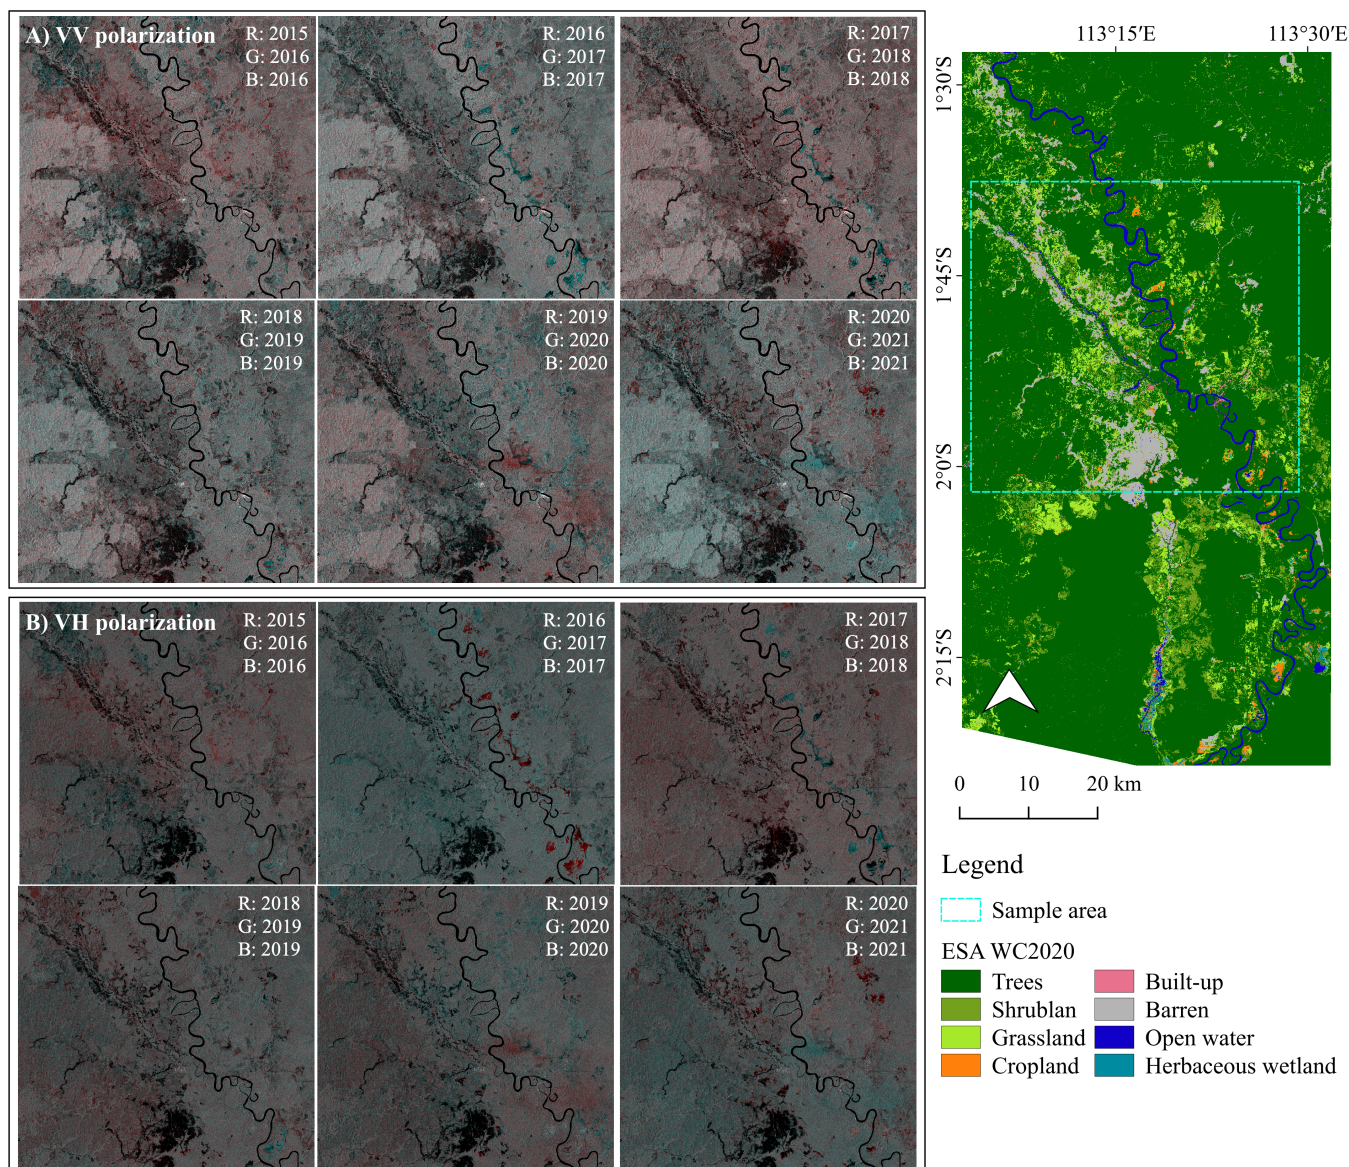 A) VV polarization
R: 2015
G: 2016
B: 2016
R: 2016
G: 2017
B: 2017
R: 2017
G: 2018
B: 2018
R: 2018
G: 2019
B: 2019
R: 2019
G: 2020
B: 2020
R: 2020
G: 2021
B: 2021
B) VH polarization
R: 2015
G: 2016
B: 2016
R: 2016
G: 2017
B: 2017
R: 2017
G: 2018
B: 2018
R: 2018
G: 2019
B: 2019
R: 2019
G: 2020
B: 2020
R: 2020
G: 2021
B: 2021
113°15'E 113°30'E
1°30'S
1°45'S
2°0'S
2°15'S
0 10 20 km
Legend
Sample area
ESA WC2020
Trees
Shrublan
Grassland
Cropland
Built-up
Barren
Open water
Herbaceous wetland